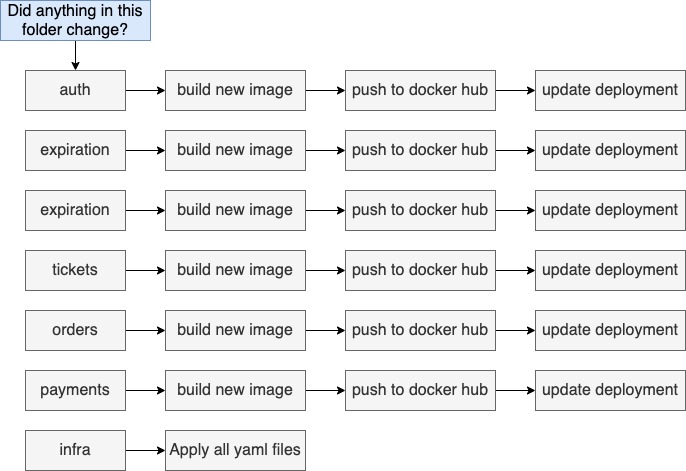 Did anything in this
folder change?
auth build new image push to docker hub update deployment
expiration build new image push to docker hub update deployment
expiration build new image push to docker hub update deployment
tickets build new image push to docker hub update deployment
orders build new image push to docker hub update deployment
payments build new image push to docker hub update deployment
infra Apply all yaml files